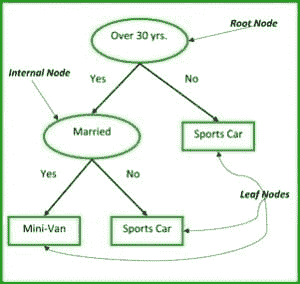 Over 30 yrs.
Root Node
Internal Node
Yes
No
Married
Sports Car
Yes
No
Leaf Nodes
Mini-Van
Sports Car